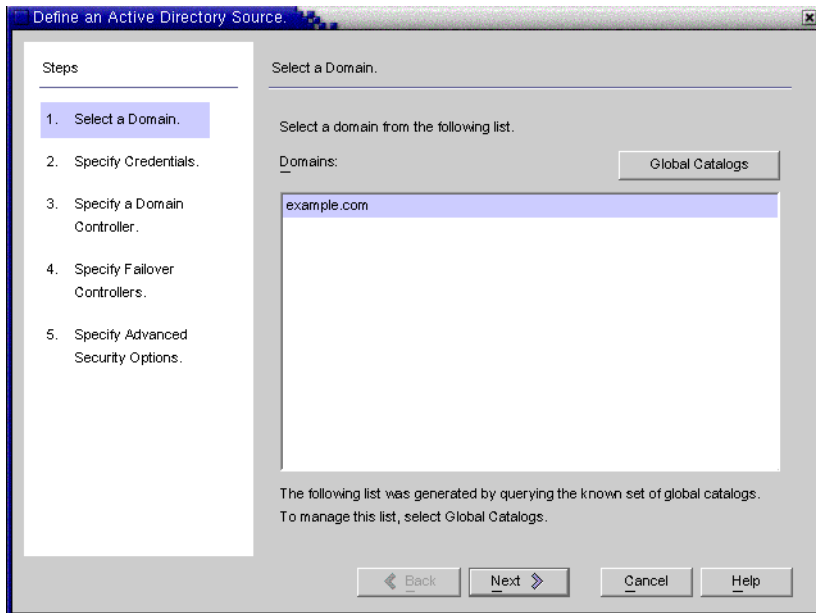 Define an Active Directory Source.
Steps
1. Select a Domain.
2. Specify Credentials.
3. Specify a Domain
Controller.
4. Specify Failover
Controllers.
5. Specify Advanced
Security Options.
Select a Domain.
Select a domain from the following list.
Domains:
Global Catalogs
example.com
The following list was generated by querying the known set of global catalogs.
To manage this list, select Global Catalogs.
Back
Next
Cancel
Help